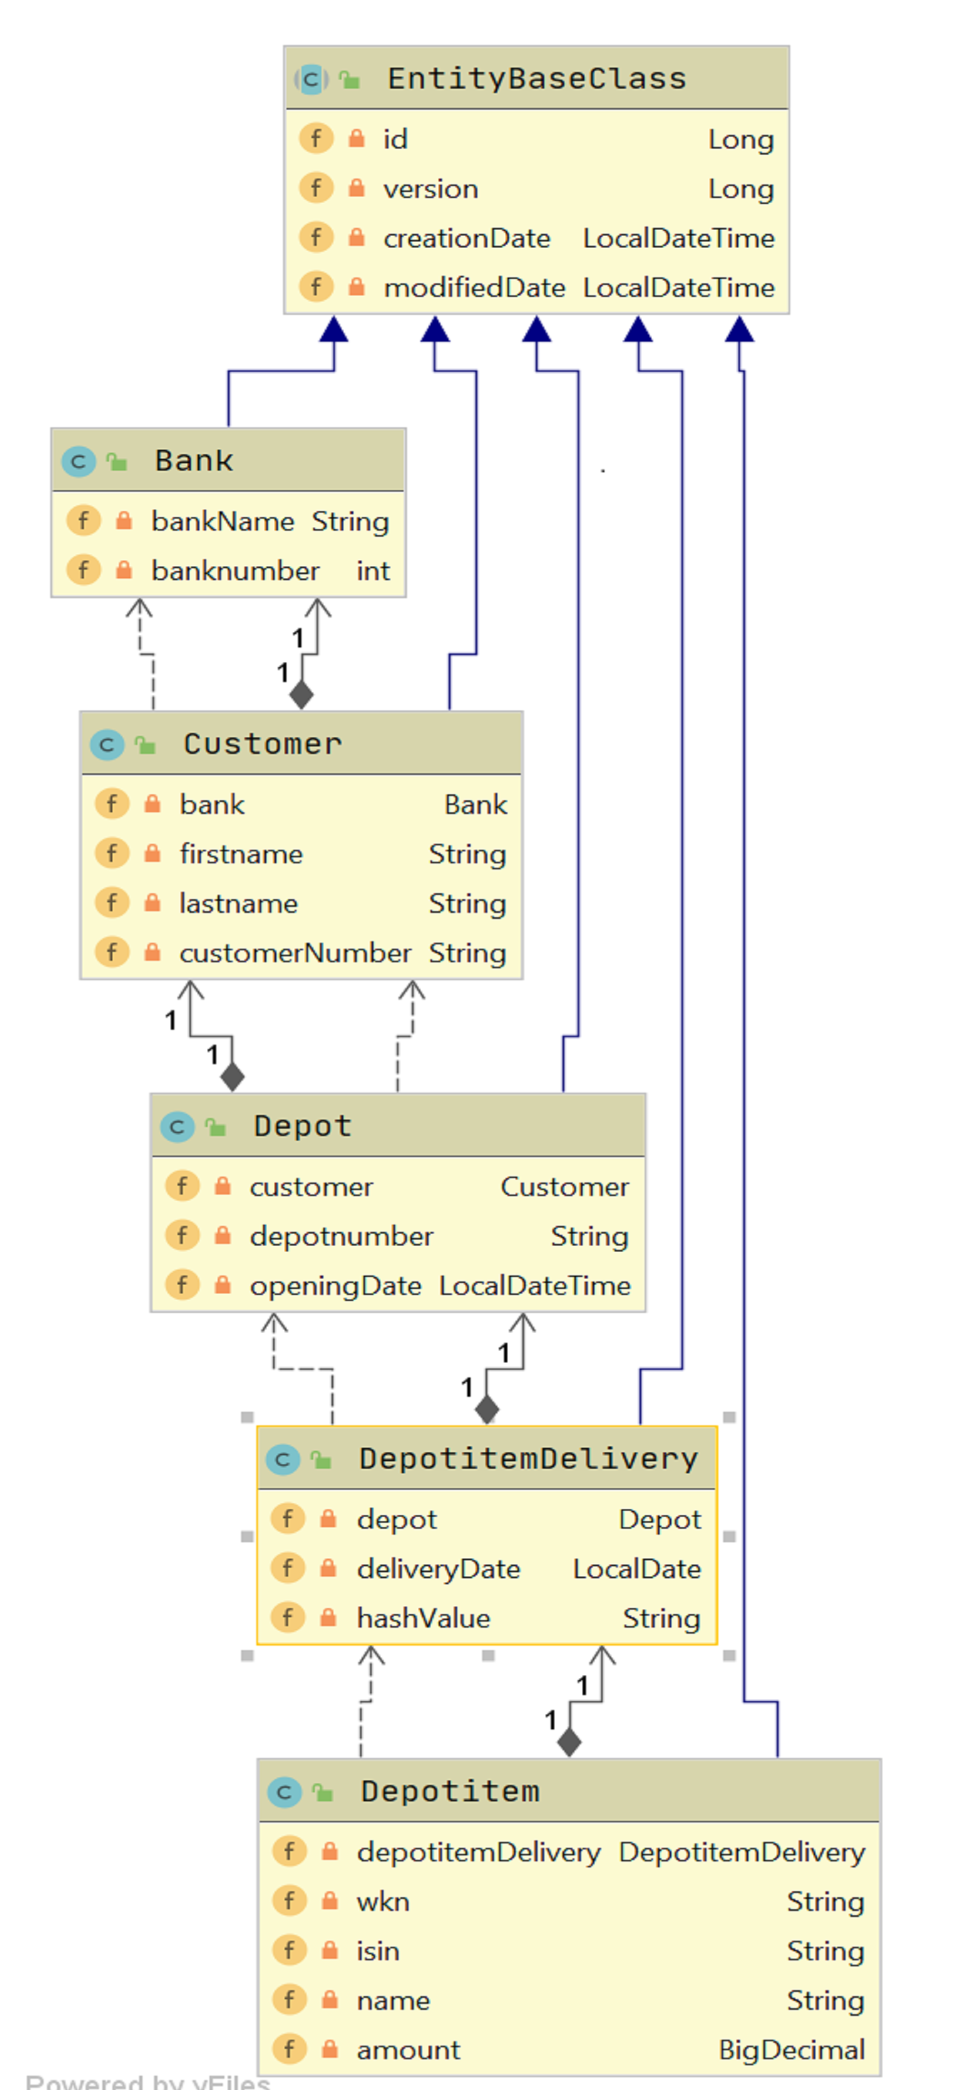 EntityBaseClass
id Long
version Long
creationDate LocalDateTime
modifiedDate LocalDateTime
Bank
bankName String
banknumber int
1
1
Customer
bank Bank
firstname String
lastname String
customerNumber String
1
1
Depot
customer Customer
depotnumber String
openingDate LocalDateTime
1
1
DepotitemDelivery
depot Depot
deliveryDate LocalDate
hashValue String
1
1
Depotitem
depotitemDelivery DepotitemDelivery
wkn String
isin String
name String
amount BigDecimal
Powered by yFiles